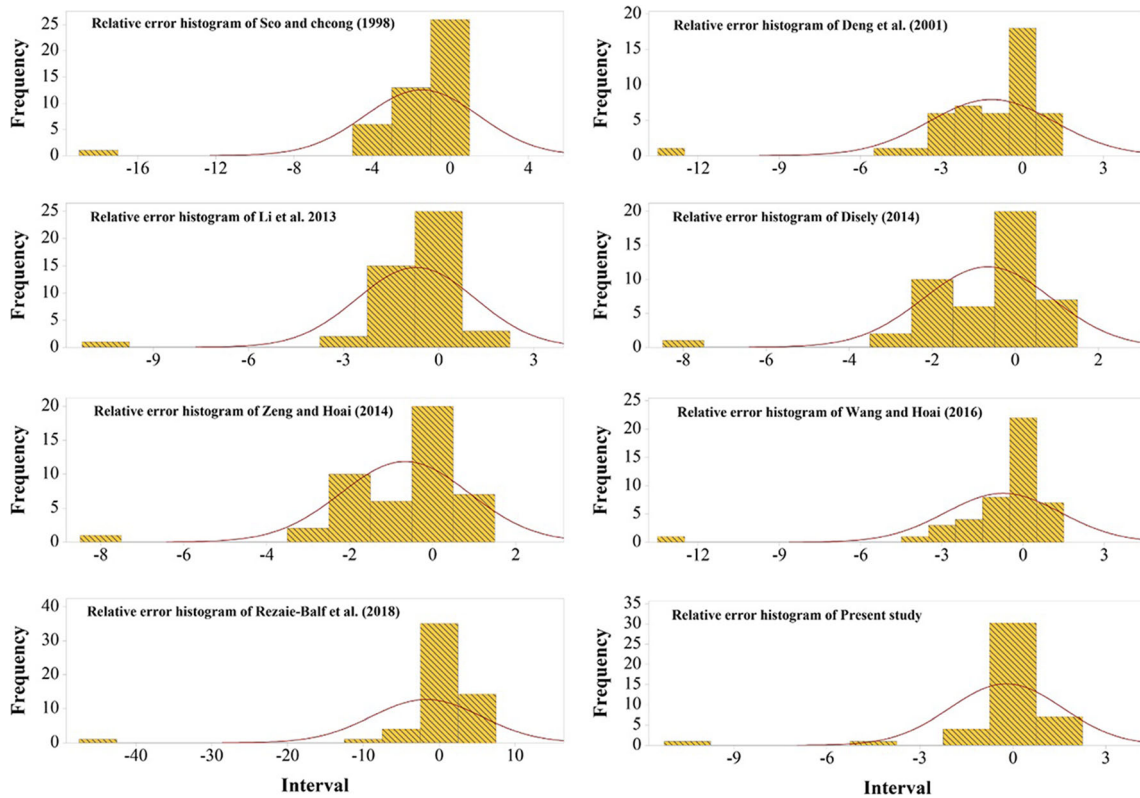 Relative error histogram of Seo and cheong (1998)
Frequency
25
20
15
10
5
0
-16 -12 -8 -4 0 4
Relative error histogram of Deng et al. (2001)
Frequency
20
15
10
5
0
-12 -9 -6 -3 0 3
Relative error histogram of Li et al. 2013
Frequency
25
20
15
10
5
0
-9 -6 -3 0 3
Relative error histogram of Disely (2014)
Frequency
20
15
10
5
0
-8 -6 -4 -2 0 2
Relative error histogram of Zeng and Hoai (2014)
Frequency
20
15
10
5
0
-8 -6 -4 -2 0 2
Relative error histogram of Wang and Hoai (2016)
Frequency
25
20
15
10
5
0
-12 -9 -6 -3 0 3
Relative error histogram of Rezaie-Balf et al. (2018)
Frequency
40
30
20
10
0
-40 -30 -20 -10 0 10
Interval
Relative error histogram of Present study
Frequency
35
30
25
20
15
10
5
0
-9 -6 -3 0 3
Interval